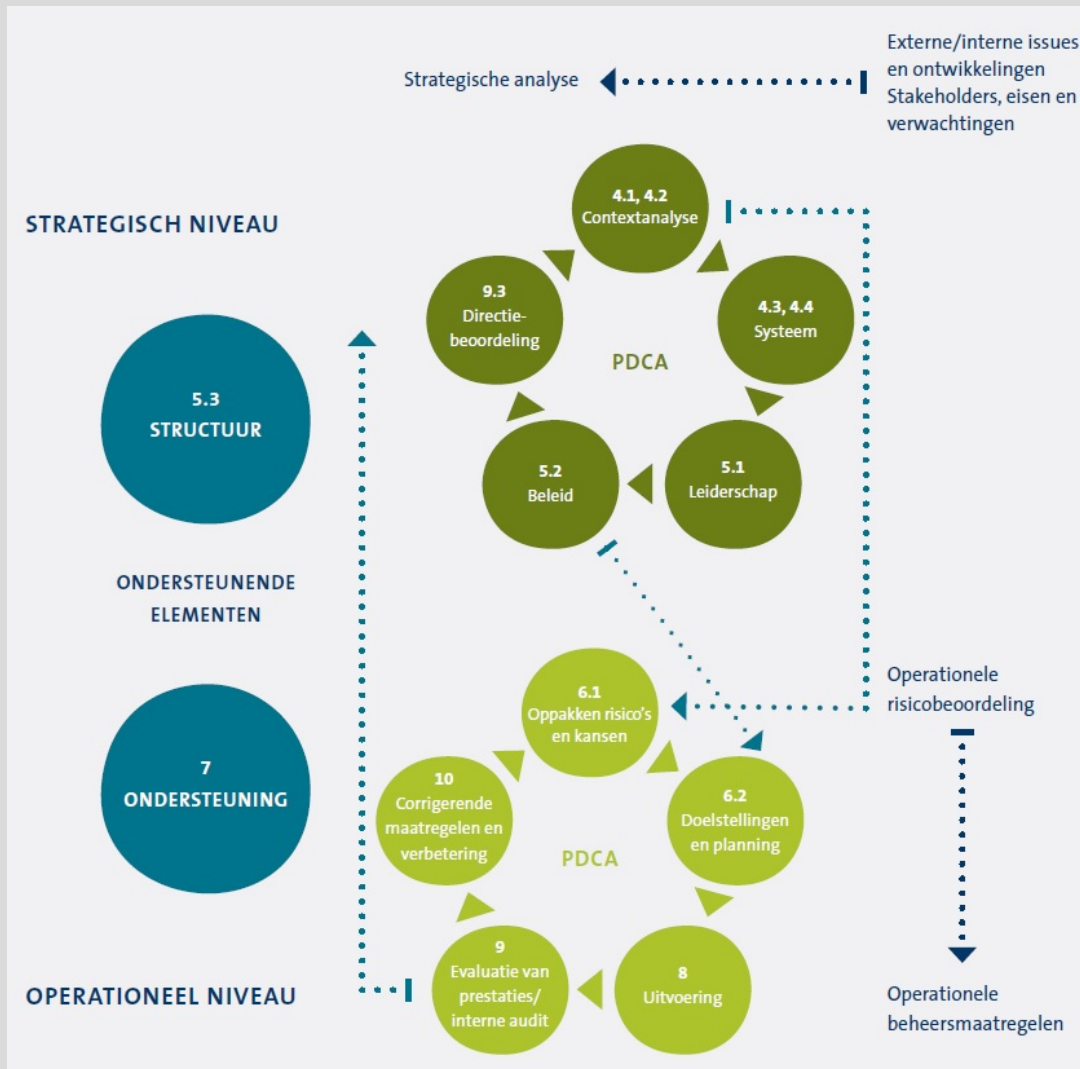 Externe/interne issues
en ontwikkelingen
Stakeholders, eisen en
verwachtingen
Strategische analyse
STRATEGISCH NIVEAU
4.1, 4.2
Contextanalyse
9.3
Directie-
beoordeling
4.3, 4.4
Systeem
PDCA
5.3
STRUCTUUR
5.2
Beleid
5.1
Leiderschap
ONDERSTEUNENDE
ELEMENTEN
6.1
Oppakken risico's
en kansen
Operationele
risicobeoordeling
7
ONDERSTEUNING
10
Corrigerende
maatregelen en
verbetering
6.2
Doelstellingen
en planning
PDCA
9
Evaluatie van
prestaties/
interne audit
8
Uitvoering
OPERATIONEEL NIVEAU
Operationele
beheersmaatregelen